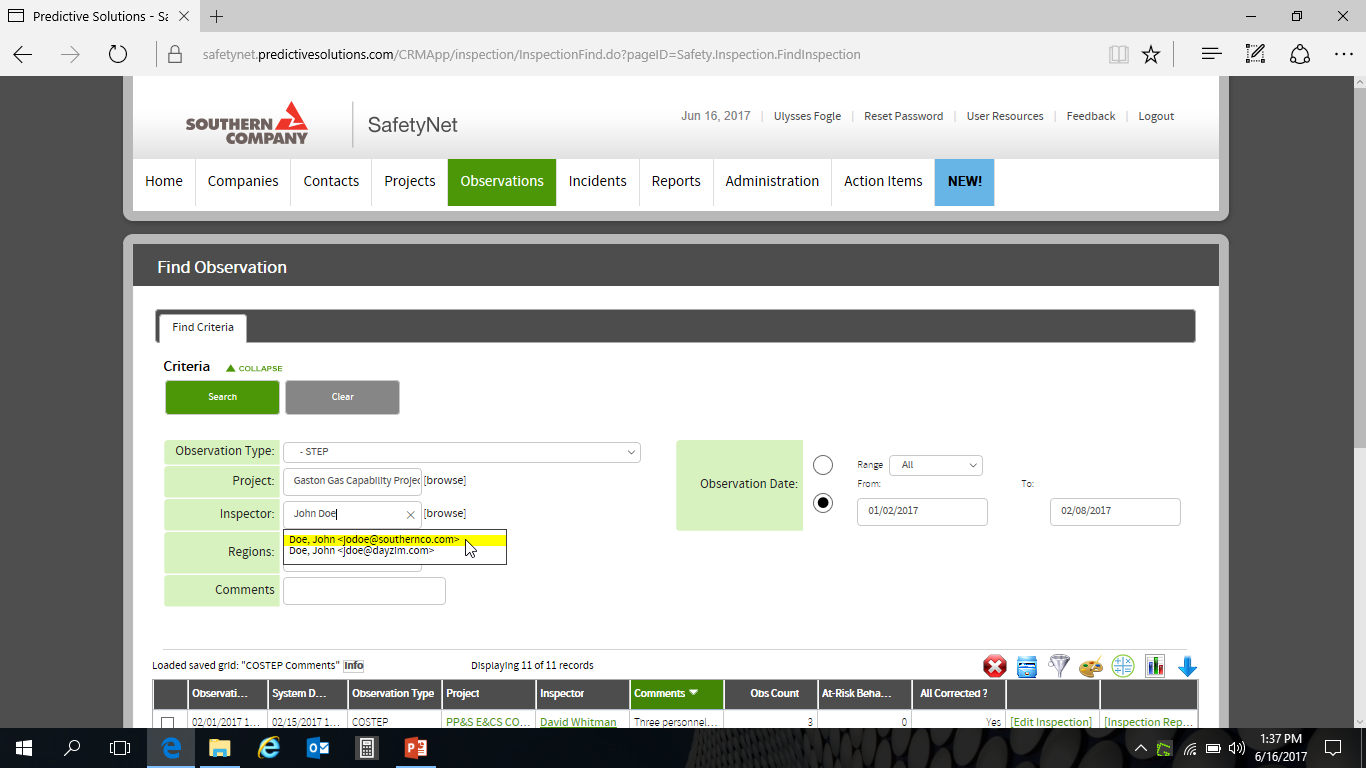 Predictive Solutions - Sa
safetynet.predictivesolutions.com/CRMApp/inspection/InspectionFind.do?pageID=Safety.Inspection.FindInspection
SOUTHERN COMPANY
SafetyNet
Jun 16, 2017 | Ulysses Fogle | Reset Password | User Resources | Feedback | Logout
Home Companies Contacts Projects Observations Incidents Reports Administration Action Items NEW!
Find Observation
Find Criteria
Criteria COLLAPSE
Search Clear
Observation Type: - STEP
Project: Gaston Gas Capability Projec [browse]
Inspector: John Doe [browse]
Doe, John <jodoe@southernco.com>
Doe, John <jdoe@dayzim.com>
Regions:
Comments
Observation Date:
Range All
From: To:
01/02/2017 02/08/2017
Loaded saved grid: "COSTEP Comments" Info Displaying 11 of 11 records
Observati... System D... Observation Type Project Inspector Comments Obs Count At-Risk Beha... All Corrected ?
02/01/2017 1... 02/15/2017 1... COSTEP PP&S E&CS CO... David Whitman Three personnel... 3 0 Yes [Edit Inspection] [Inspection Rep...
1:37 PM
6/16/2017